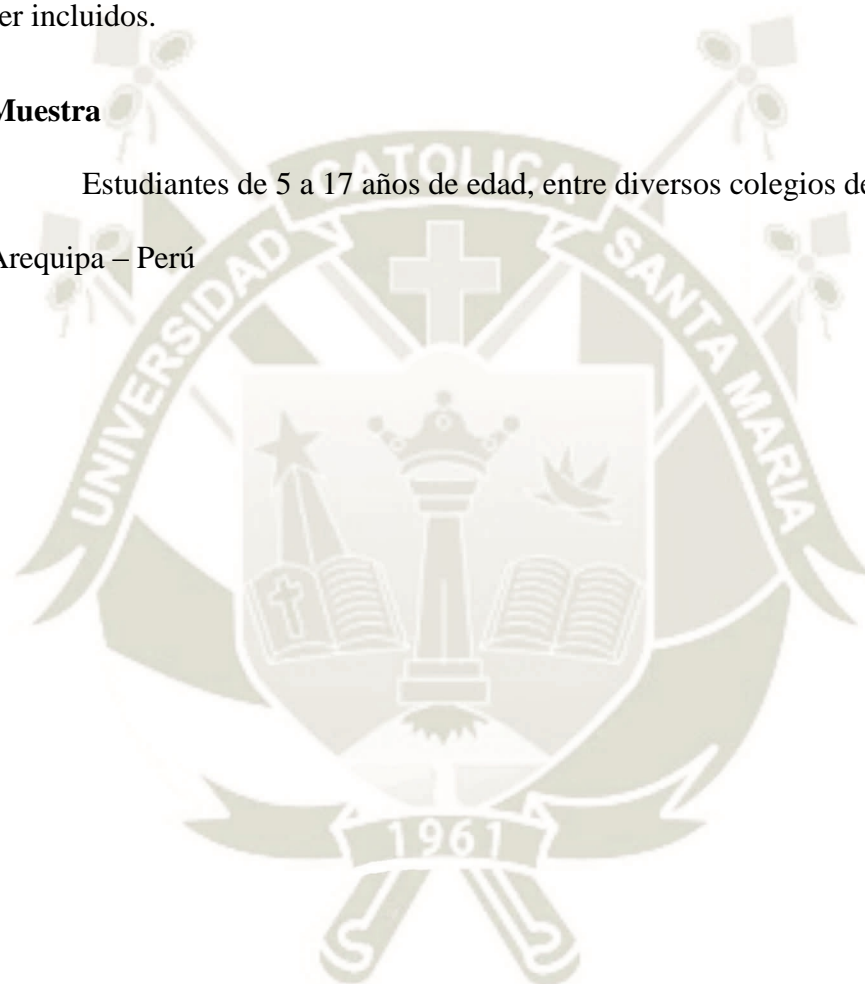 er incluidos.
Muestra
Estudiantes de 5 a 17 años de edad, entre diversos colegios de
Arequipa – Perú
UNIVERSIDAD CATOLICA SANTA MARIA
1961
S S